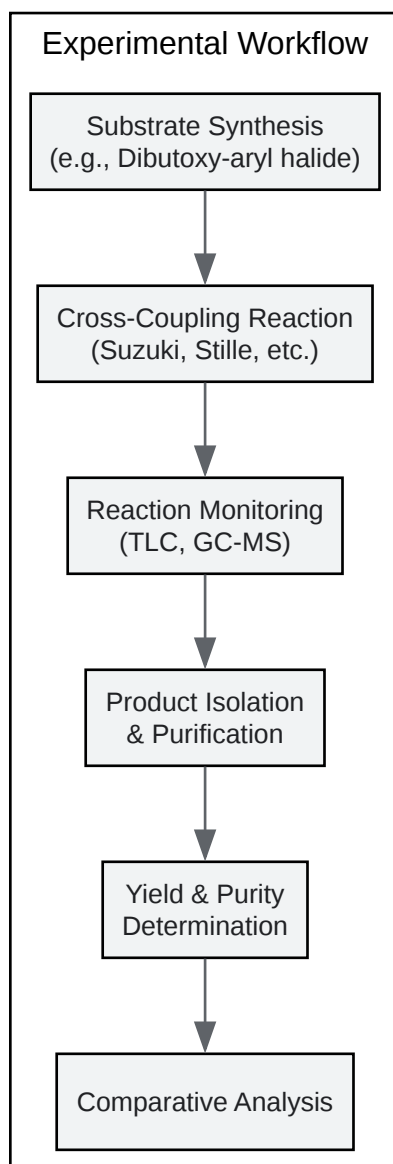 Experimental Workflow
Substrate Synthesis
(e.g., Dibutoxy-aryl halide)
Cross-Coupling Reaction
(Suzuki, Stille, etc.)
Reaction Monitoring
(TLC, GC-MS)
Product Isolation
& Purification
Yield & Purity
Determination
Comparative Analysis